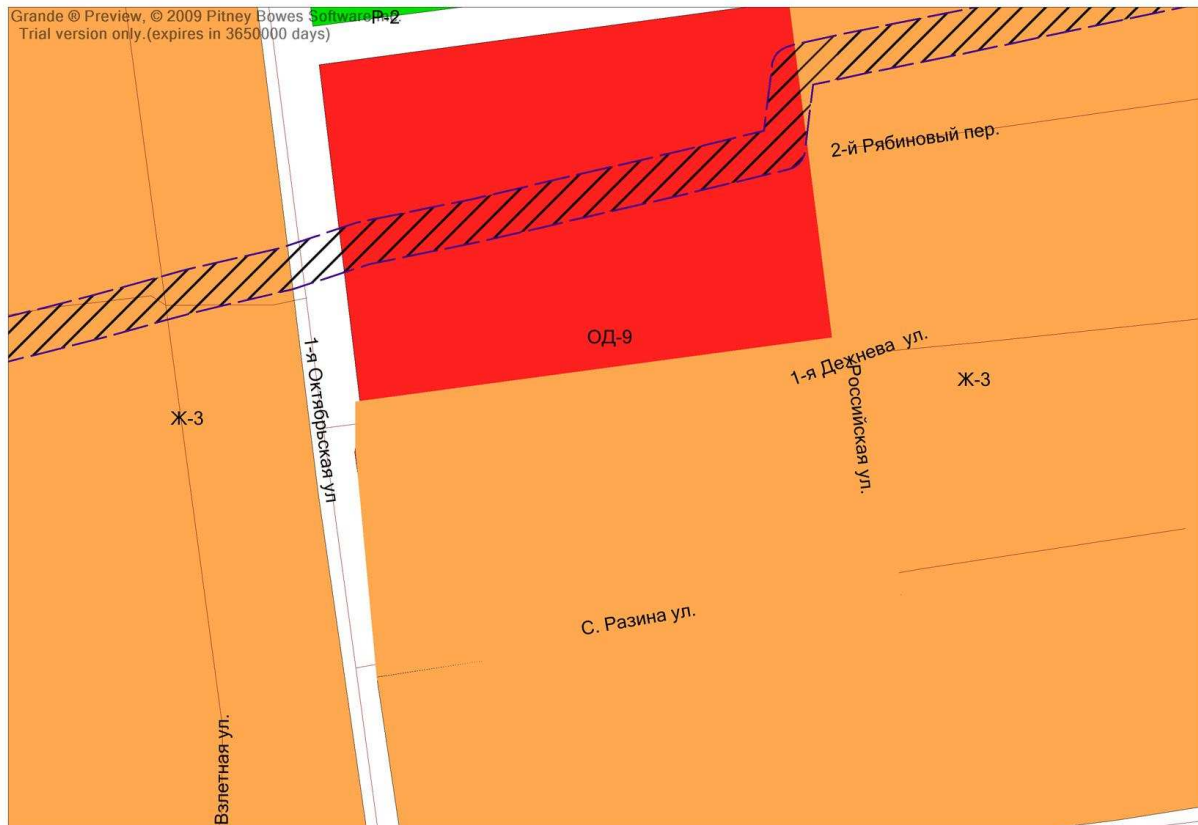 Grande ® Preview, © 2009 Pitney Bowes Software Inc.
Trial version only.(expires in 3650000 days)
Р-2
2-й Рябиновый пер.
ОД-9
1-я Дежнева ул.
Ж-3
Ж-3
1-я Октябрьская ул
Российская ул.
С. Разина ул.
Взлетная ул.